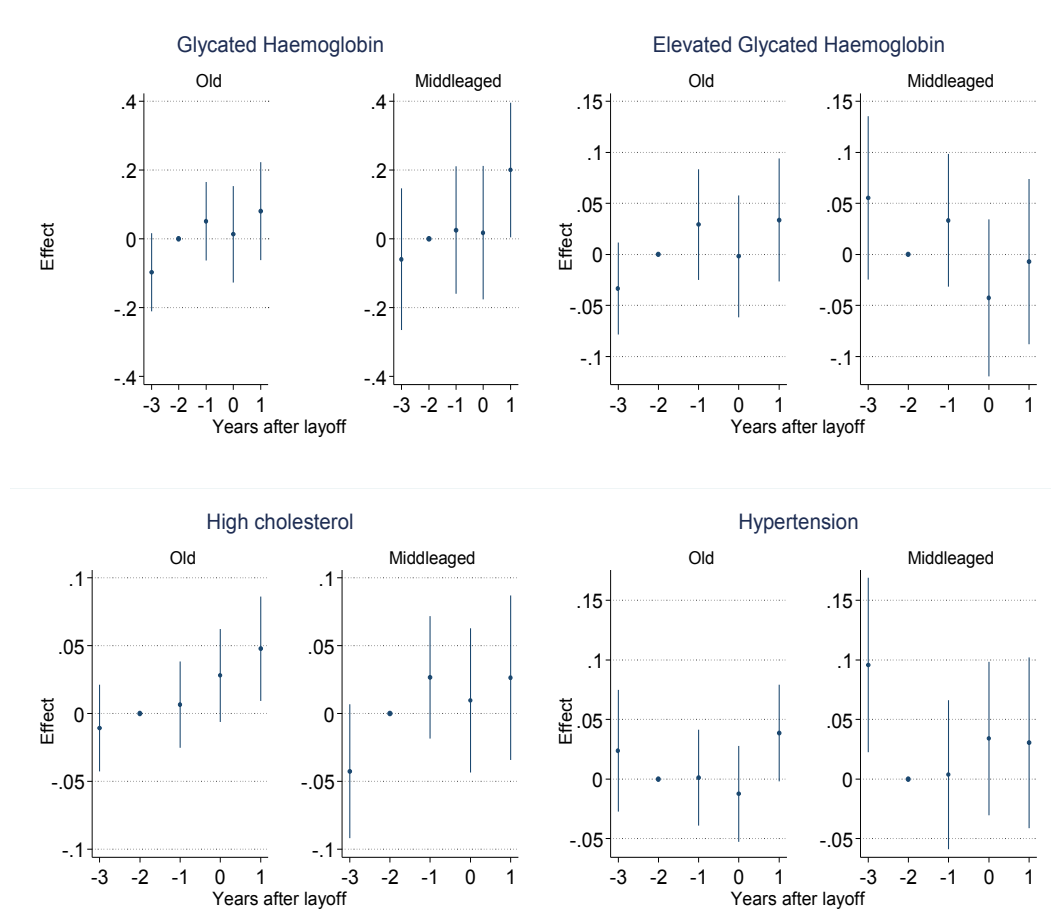 Glycated Haemoglobin
Old
Middleaged
Effect
.4
.2
0
-.2
-.4
-3 -2 -1 0 1
.4
.2
0
-.2
-.4
-3 -2 -1 0 1
Years after layoff
Elevated Glycated Haemoglobin
Old
Middleaged
Effect
.15
.1
.05
0
-.05
-.1
-3 -2 -1 0 1
.15
.1
.05
0
-.05
-.1
-3 -2 -1 0 1
Years after layoff
High cholesterol
Old
Middleaged
Effect
.1
.05
0
-.05
-.1
-3 -2 -1 0 1
.1
.05
0
-.05
-.1
-3 -2 -1 0 1
Years after layoff
Hypertension
Old
Middleaged
Effect
.15
.1
.05
0
-.05
-3 -2 -1 0 1
.15
.1
.05
0
-.05
-3 -2 -1 0 1
Years after layoff